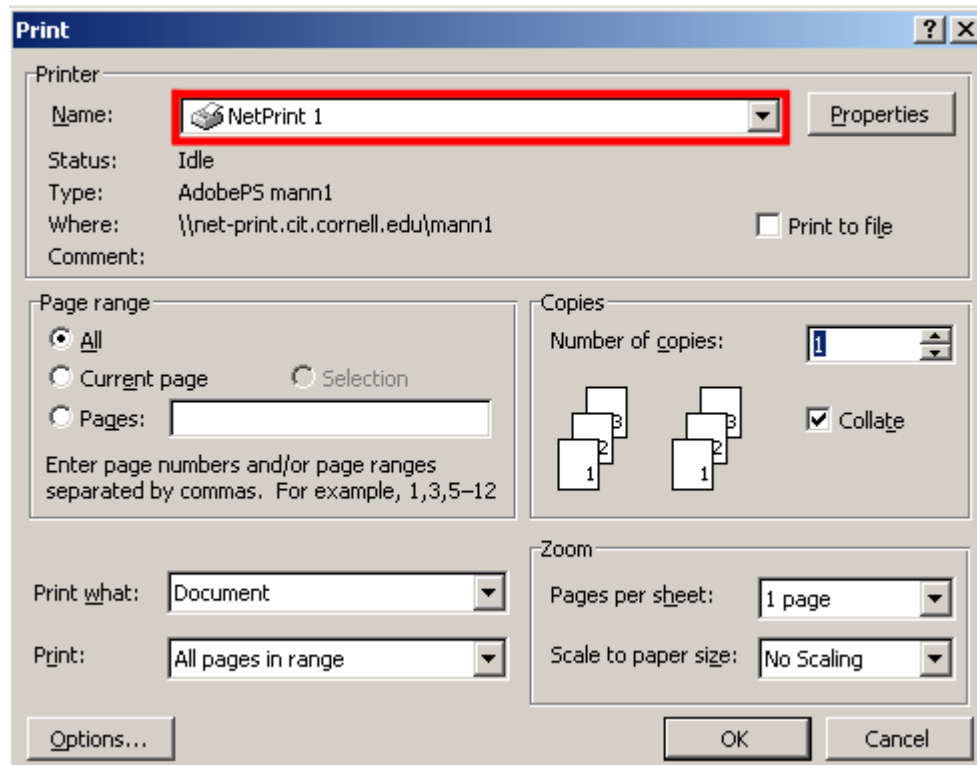 Print
Printer
Name: NetPrint 1 Properties
Status: Idle
Type: AdobePS mann1
Where: \\net-print.cit.cornell.edu\mann1 Print to file
Comment:
Page range
All
Current page Selection
Pages:
Enter page numbers and/or page ranges
separated by commas. For example, 1,3,5–12
Copies
Number of copies: 1
1 2 3 1 2 3 Collate
Print what: Document
Print: All pages in range
Zoom
Pages per sheet: 1 page
Scale to paper size: No Scaling
Options... OK Cancel